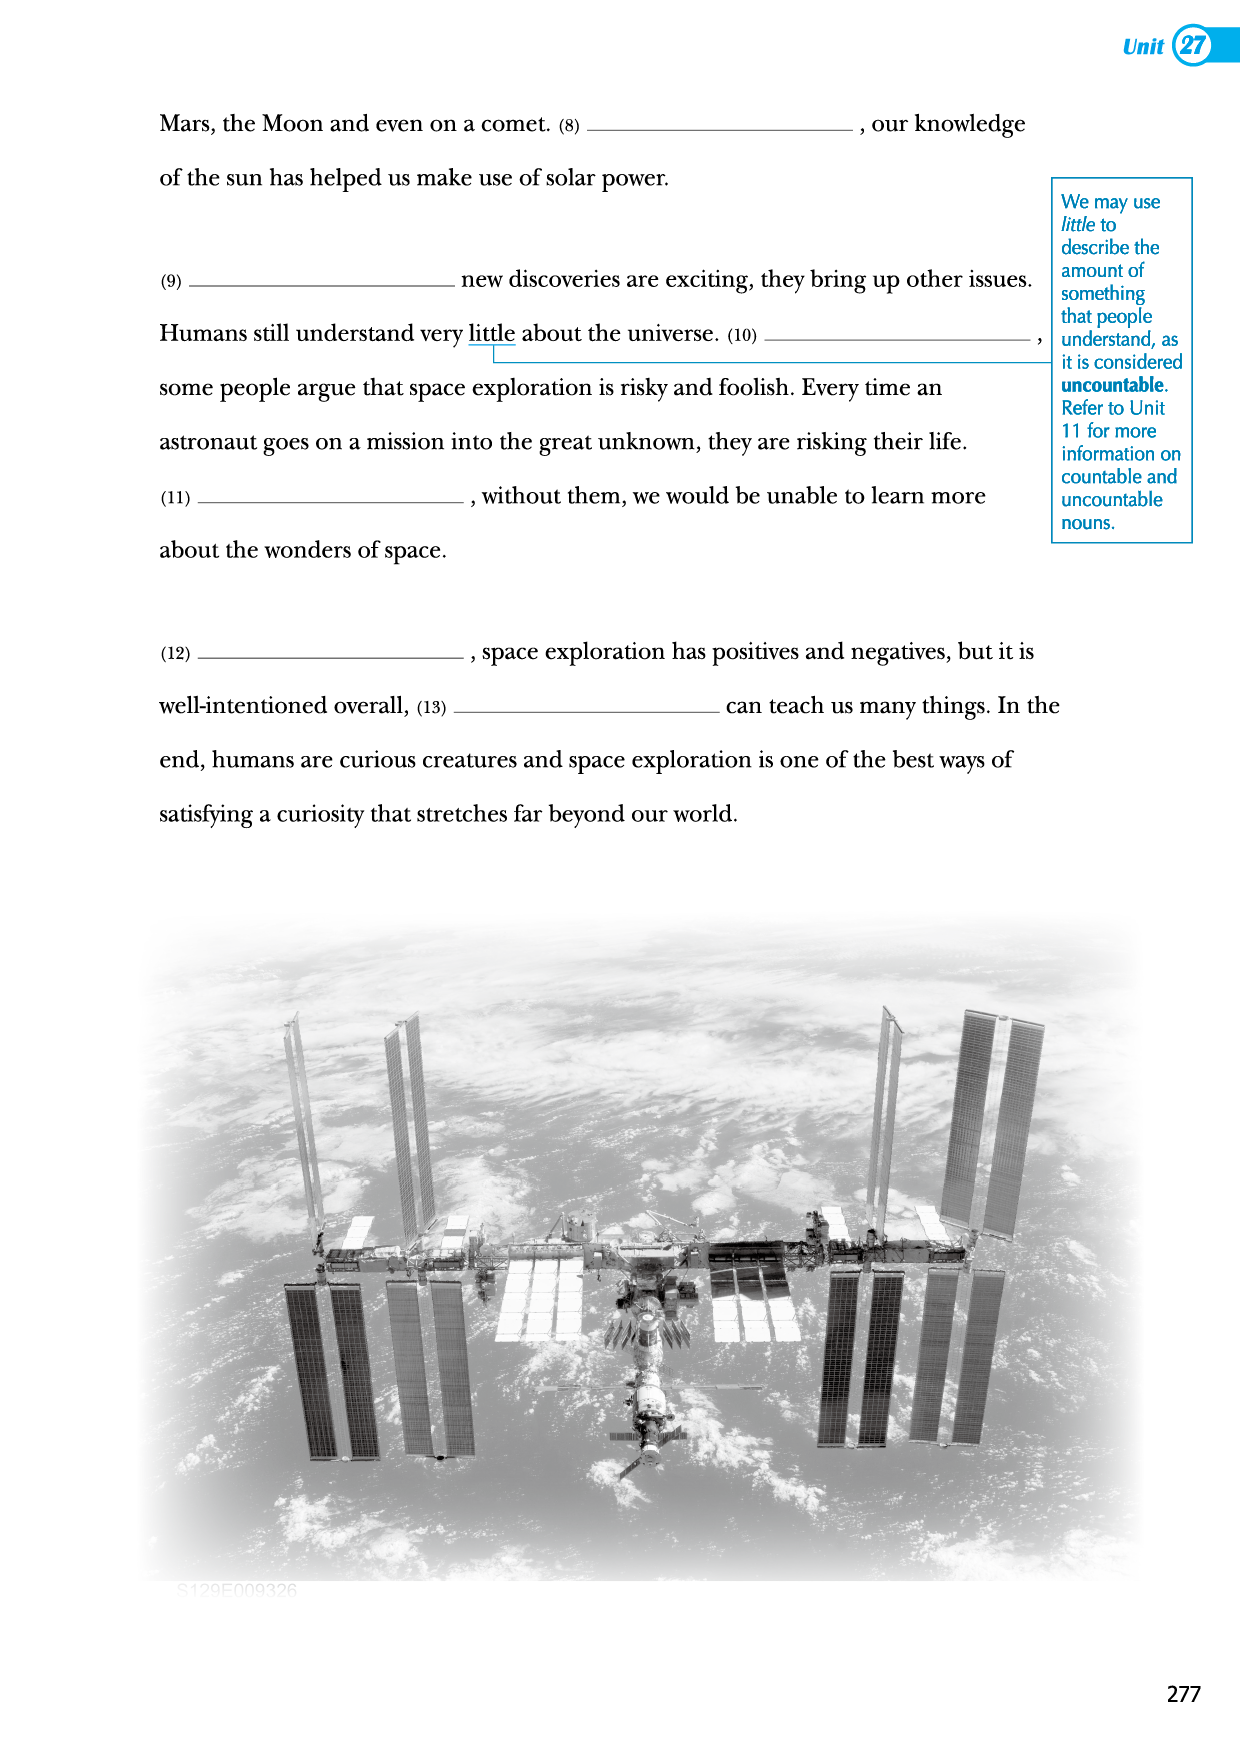 Unit 27
Mars, the Moon and even on a comet. (8) ______ , our knowledge
of the sun has helped us make use of solar power.
(9) ______ new discoveries are exciting, they bring up other issues.
Humans still understand very little about the universe. (10) ______ ,
some people argue that space exploration is risky and foolish. Every time an
astronaut goes on a mission into the great unknown, they are risking their life.
(11) ______ , without them, we would be unable to learn more
about the wonders of space.
We may use
little to
describe the
amount of
something
that people
understand, as
it is considered
uncountable.
Refer to Unit
11 for more
information on
countable and
uncountable
nouns.
(12) ______ , space exploration has positives and negatives, but it is
well-intentioned overall, (13) ______ can teach us many things. In the
end, humans are curious creatures and space exploration is one of the best ways of
satisfying a curiosity that stretches far beyond our world.
S129E009326
277